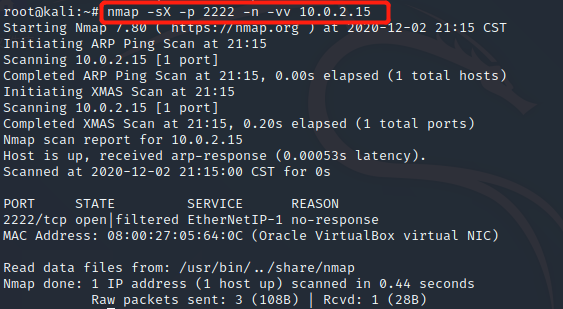 root@kali:~# nmap -sX -p 2222 -n -vv 10.0.2.15
Starting Nmap 7.80 ( https://nmap.org ) at 2020-12-02 21:15 CST
Initiating ARP Ping Scan at 21:15
Scanning 10.0.2.15 [1 port]
Completed ARP Ping Scan at 21:15, 0.00s elapsed (1 total hosts)
Initiating XMAS Scan at 21:15
Scanning 10.0.2.15 [1 port]
Completed XMAS Scan at 21:15, 0.20s elapsed (1 total ports)
Nmap scan report for 10.0.2.15
Host is up, received arp-response (0.00053s latency).
Scanned at 2020-12-02 21:15:00 CST for 0s
PORT STATE SERVICE REASON
2222/tcp open|filtered EtherNetIP-1 no-response
MAC Address: 08:00:27:05:64:0C (Oracle VirtualBox virtual NIC)
Read data files from: /usr/bin/../share/nmap
Nmap done: 1 IP address (1 host up) scanned in 0.44 seconds
Raw packets sent: 3 (108B) | Rcvd: 1 (28B)